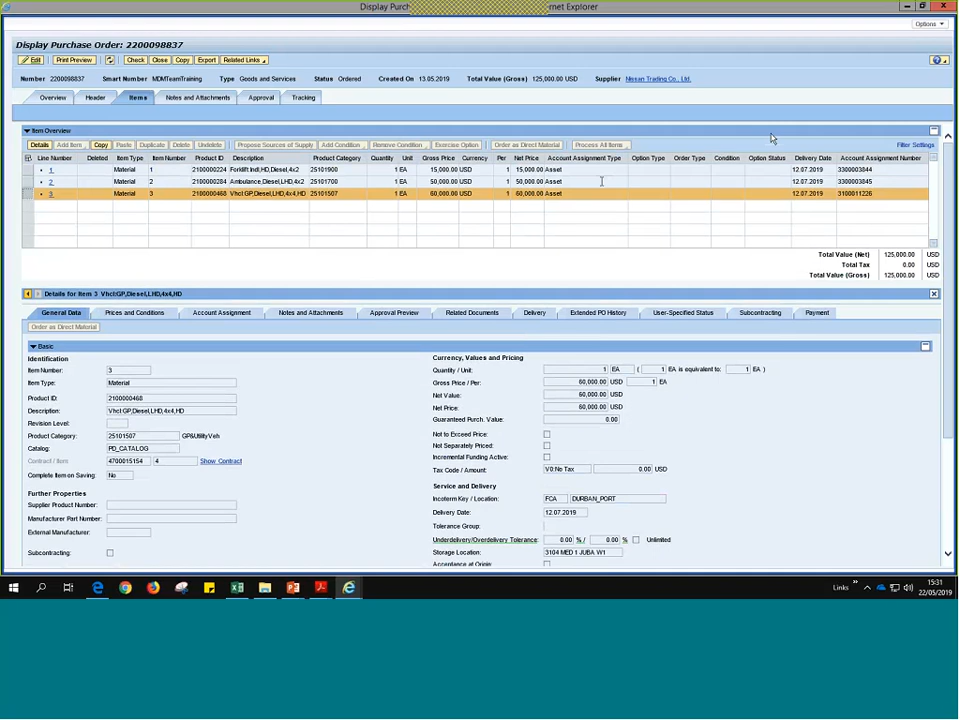 Display Purch rnet Explorer
Options
Display Purchase Order: 2200098837
Edit Print Preview Check Close Copy Export Related Links
Number 2200098837 Smart Number MDMTeamTraining Type Goods and Services Status Ordered Created On 13.05.2019 Total Value (Gross) 125,000.00 USD Supplier Nissan Trading Co., Ltd.
Overview Header Items Notes and Attachments Approval Tracking
Item Overview
Details Add Item Copy Paste Duplicate Delete Undelete Propose Sources of Supply Add Condition Remove Condition Exercise Option Order as Direct Material Process All Items Filter Settings
Line Number Deleted Item Type Item Number Product ID Description Product Category Quantity Unit Gross Price Currency Per Net Price Account Assignment Type Option Type Order Type Condition Option Status Delivery Date Account Assignment Number
• 1 Material 1 2100000224 Forklift Indl,HD,Diesel,4x2 25101900 1 EA 15,000.00 USD 1 15,000.00 Asset 12.07.2019 3300003844
• 2 Material 2 2100000284 Ambulance,Diesel,LHD,4x2 25101700 1 EA 50,000.00 USD 1 50,000.00 Asset 12.07.2019 3300003845
• 3 Material 3 2100000468 Vhcl:GP,Diesel,LHD,4x4,HD 25101507 1 EA 60,000.00 USD 1 60,000.00 Asset 12.07.2019 3100011226
Total Value (Net) 125,000.00 USD
Total Tax 0.00 USD
Total Value (Gross) 125,000.00 USD
Details for Item 3 Vhcl:GP,Diesel,LHD,4x4,HD
General Data Prices and Conditions Account Assignment Notes and Attachments Approval Preview Related Documents Delivery Extended PO History User-Specified Status Subcontracting Payment
Order as Direct Material
Basic
Identification
Item Number: 3
Item Type: Material
Product ID: 2100000468
Description: Vhcl:GP,Diesel,LHD,4x4,HD
Revision Level:
Product Category: 25101507 GP&UtilityVeh
Catalog: PD_CATALOG
Contract / Item 4700015154 4 Show Contract
Complete Item on Saving: No
Further Properties
Supplier Product Number:
Manufacturer Part Number:
External Manufacturer:
Subcontracting:
Currency, Values and Pricing
Quantity / Unit: 1 EA ( 1 EA is equivalent to: 1 EA )
Gross Price / Per: 60,000.00 USD 1 EA
Net Value: 60,000.00 USD
Net Price: 60,000.00 USD
Guaranteed Purch. Value: 0.00
Not to Exceed Price:
Not Separately Priced:
Incremental Funding Active:
Tax Code / Amount: V0:No Tax 0.00 USD
Service and Delivery
Incoterm Key / Location: FCA DURBAN_PORT
Delivery Date: 12.07.2019
Tolerance Group:
Underdelivery/Overdelivery Tolerance: 0.00 % / 0.00 % Unlimited
Storage Location: 3104 MED 1 JUBA W1
Acceptance at Origin:
Links » 15:31
22/05/2019